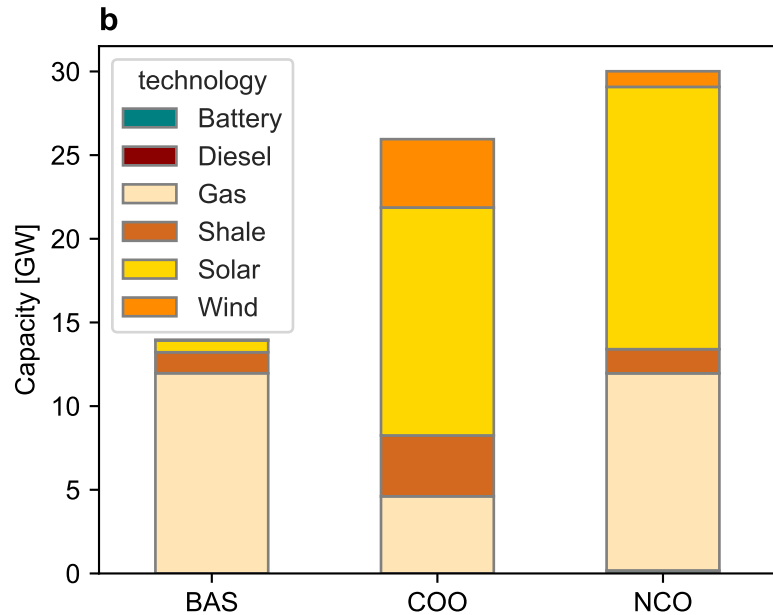 b
technology
Battery
Diesel
Gas
Shale
Solar
Wind
Capacity [GW]
30
25
20
15
10
5
0
BAS COO NCO